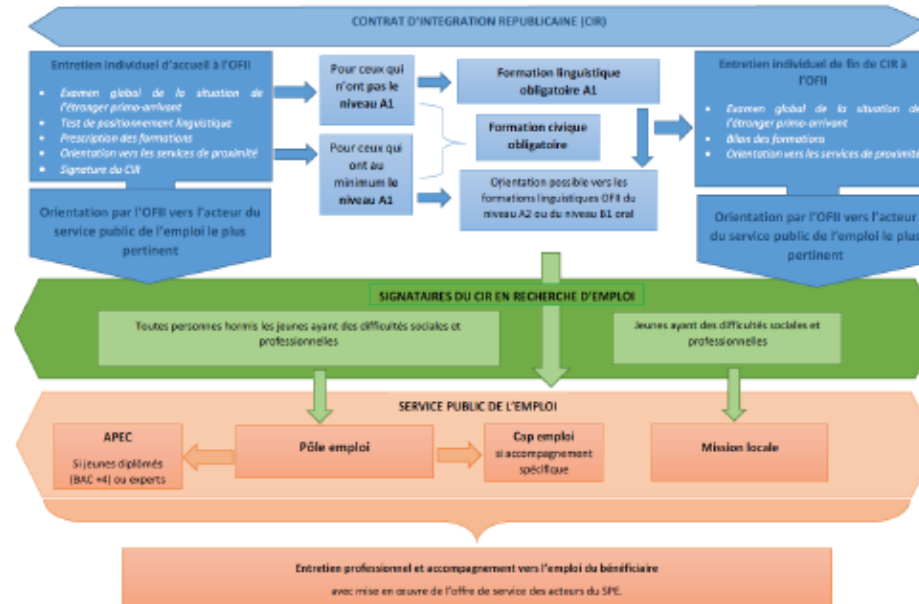 CONTRAT D'INTEGRATION REPUBLICAINE (CIR)
Entretien individuel d'accueil à l'OFII
• Examen global de la situation de
l'étranger primo-arrivant
• Test de positionnement linguistique
• Prescription des formations
• Orientation vers les services de proximité
• Signature du CIR
Orientation par l'OFII vers l'acteur du
service public de l'emploi le plus
pertinent
Pour ceux qui
n'ont pas le
niveau A1
Pour ceux qui
ont au
minimum le
niveau A1
Formation linguistique
obligatoire A1
Formation civique
obligatoire
Orientation possible vers les
formations linguistiques OFII du
niveau A2 ou du niveau B1 oral
Entretien individuel de fin de CIR à
l'OFII
• Examen global de la situation de
l'étranger primo-arrivant
• Bilan des formations
• Orientation vers les services de proximité
Orientation par l'OFII vers l'acteur
du service public de l'emploi le plus
pertinent
SIGNATAIRES DU CIR EN RECHERCHE D'EMPLOI
Toutes personnes hormis les jeunes ayant des difficultés sociales et
professionnelles
Jeunes ayant des difficultés sociales et
professionnelles
SERVICE PUBLIC DE L'EMPLOI
APEC
Si jeunes diplômés
(BAC +4) ou experts
Pôle emploi
Cap emploi
si accompagnement
spécifique
Mission locale
Entretien professionnel et accompagnement vers l'emploi du bénéficiaire
avec mise en œuvre de l'offre de service des acteurs du SPE.